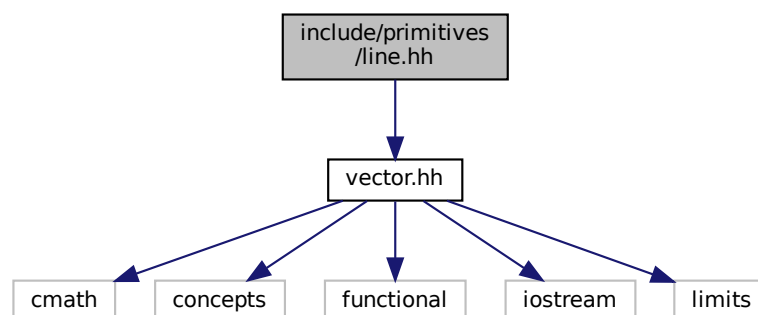 include/primitives
/line.hh
vector.hh
cmath
concepts
functional
iostream
limits